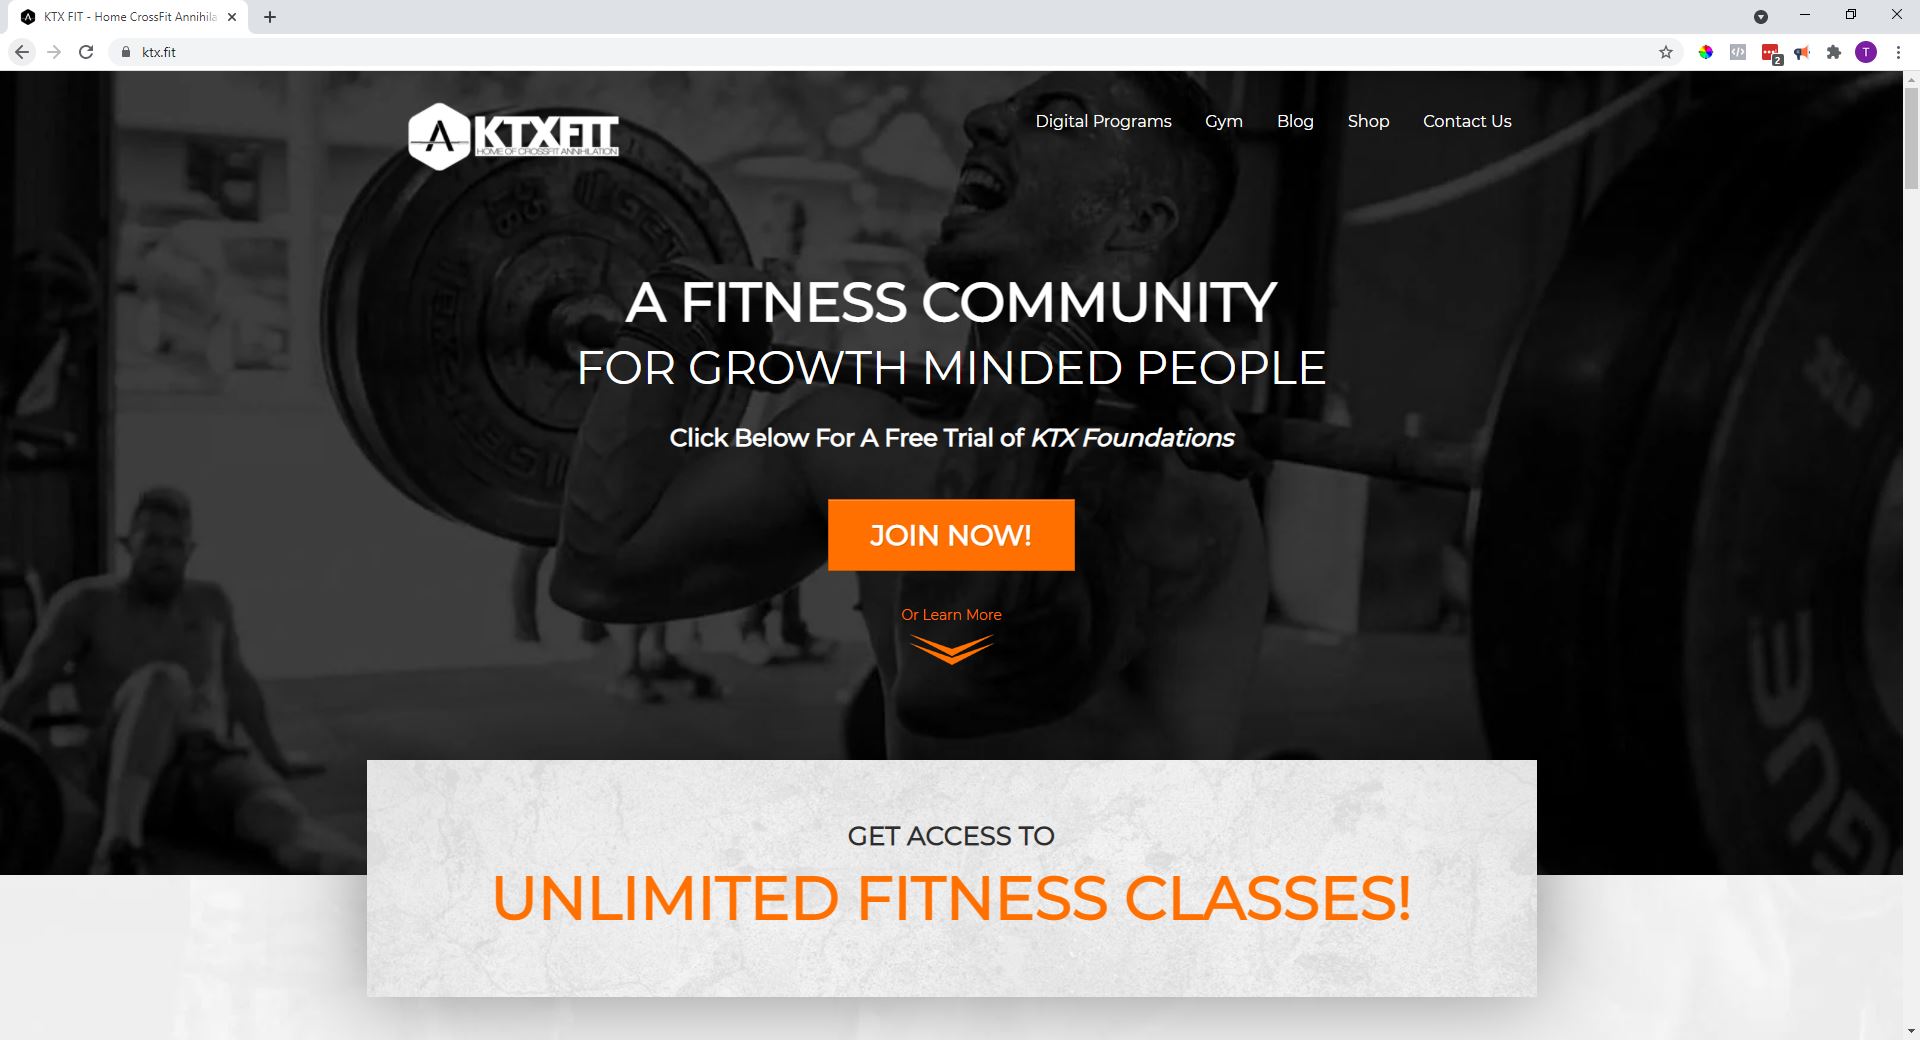 KTX FIT - Home CrossFit Annihila
ktx.fit
2
T
A KTXFIT
HOME OF CROSSFIT ANNIHILATION
Digital Programs Gym Blog Shop Contact Us
A FITNESS COMMUNITY
FOR GROWTH MINDED PEOPLE
Click Below For A Free Trial of KTX Foundations
JOIN NOW!
Or Learn More
GET ACCESS TO
UNLIMITED FITNESS CLASSES!